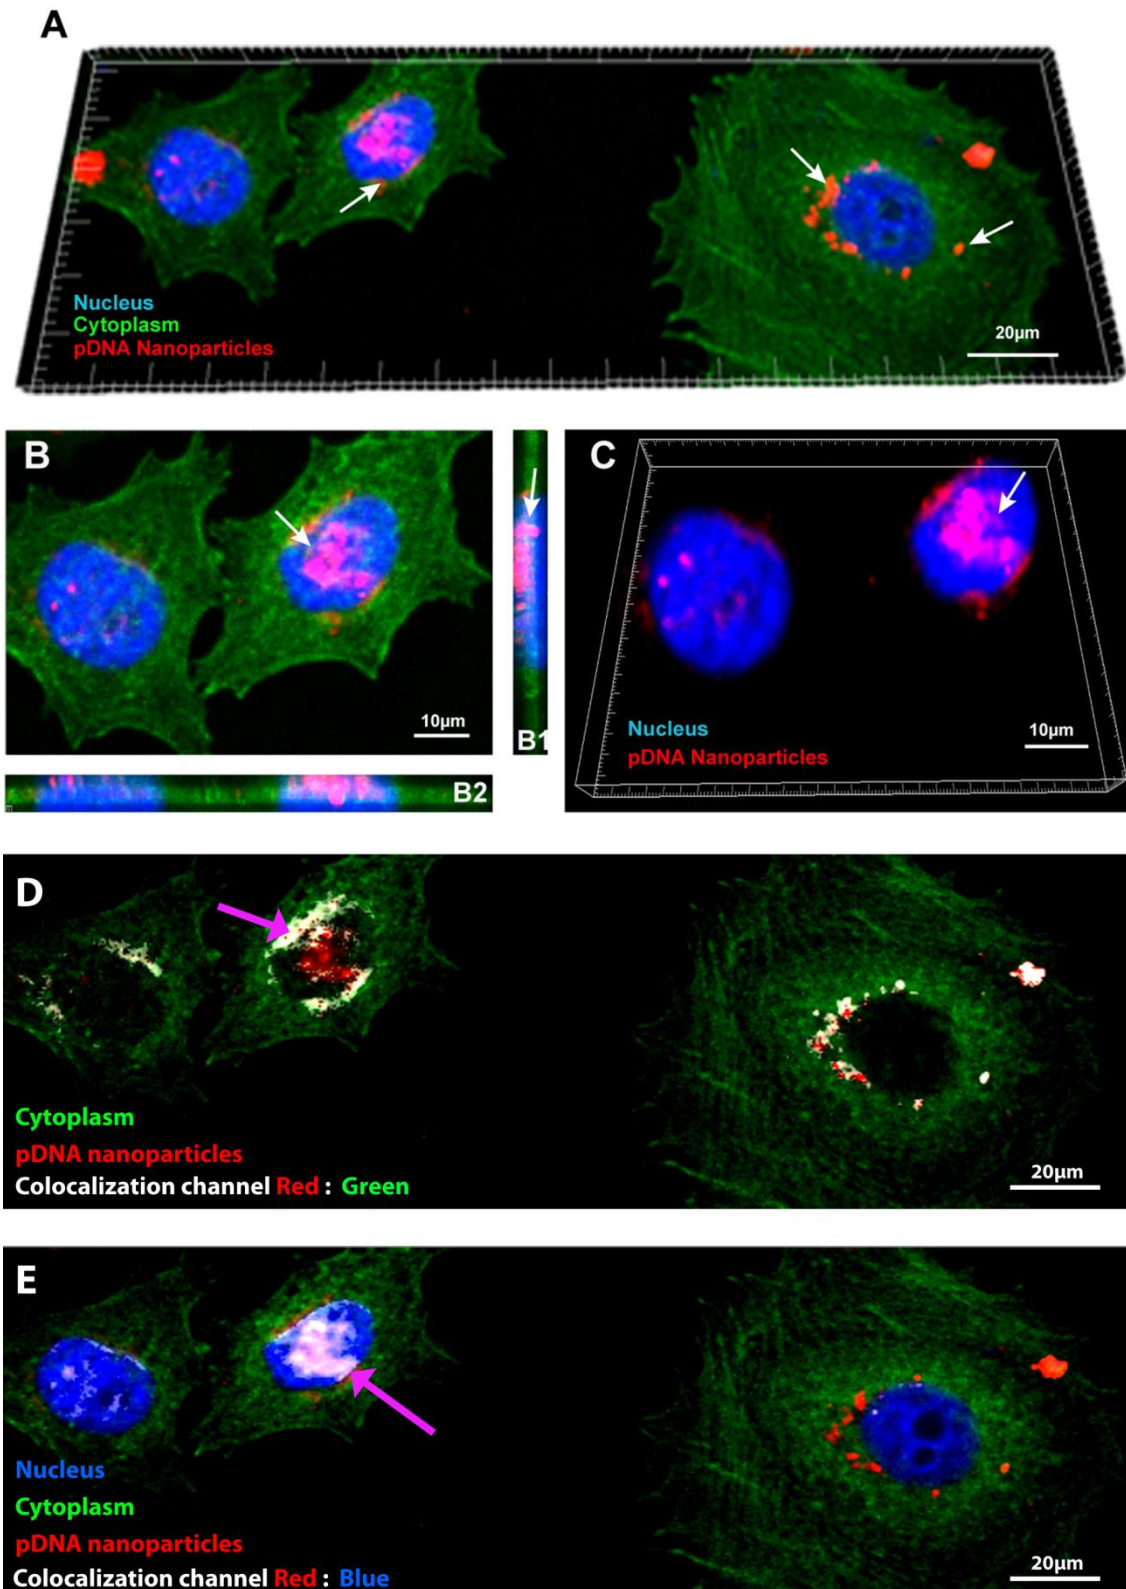 A
Nucleus
Cytoplasm
pDNA Nanoparticles
20µm
B
10µm
B1
B2
m
C
Nucleus
pDNA Nanoparticles
10µm
D
Cytoplasm
pDNA nanoparticles
Colocalization channel Red : Green
20µm
E
Nucleus
Cytoplasm
pDNA nanoparticles
Colocalization channel Red : Blue
20µm